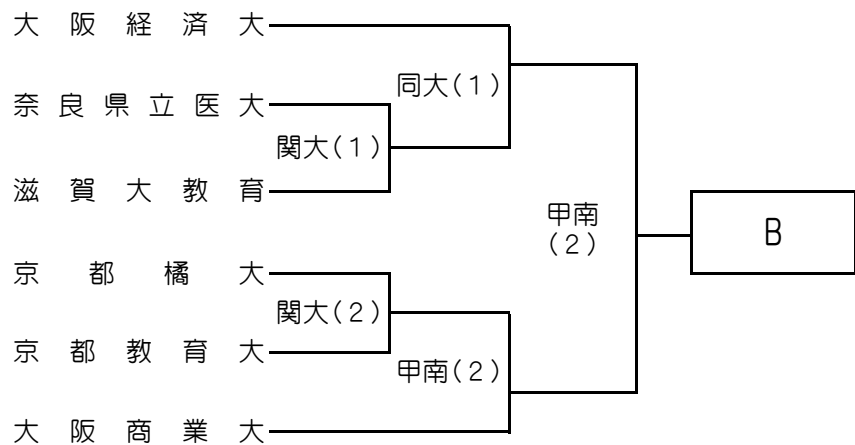 大阪経済大
同大(1)
奈良県立医大
関大(1)
滋賀大教育
甲南
(2)
B
京都橘大
関大(2)
京都教育大
甲南(2)
大阪商業大